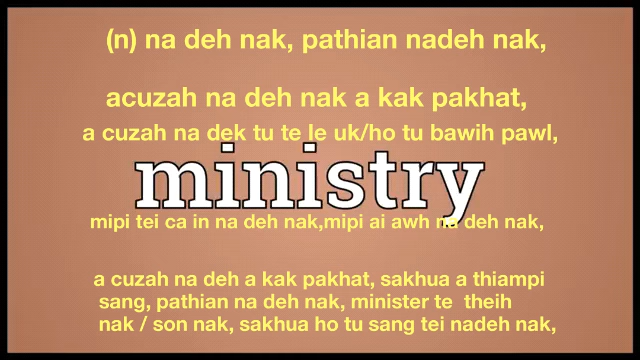 (n) na deh nak, pathian nadeh nak,
acuzah na deh nak a kak pakhat,
a cuzah na dek tu te le uk/ho tu bawih pawl,
ministry
mipi tei ca in na deh nak,mipi ai awh na deh nak,
a cuzah na deh a kak pakhat, sakhua a thiampi
sang, pathian na deh nak, minister te theih
nak / son nak, sakhua ho tu sang tei nadeh nak,